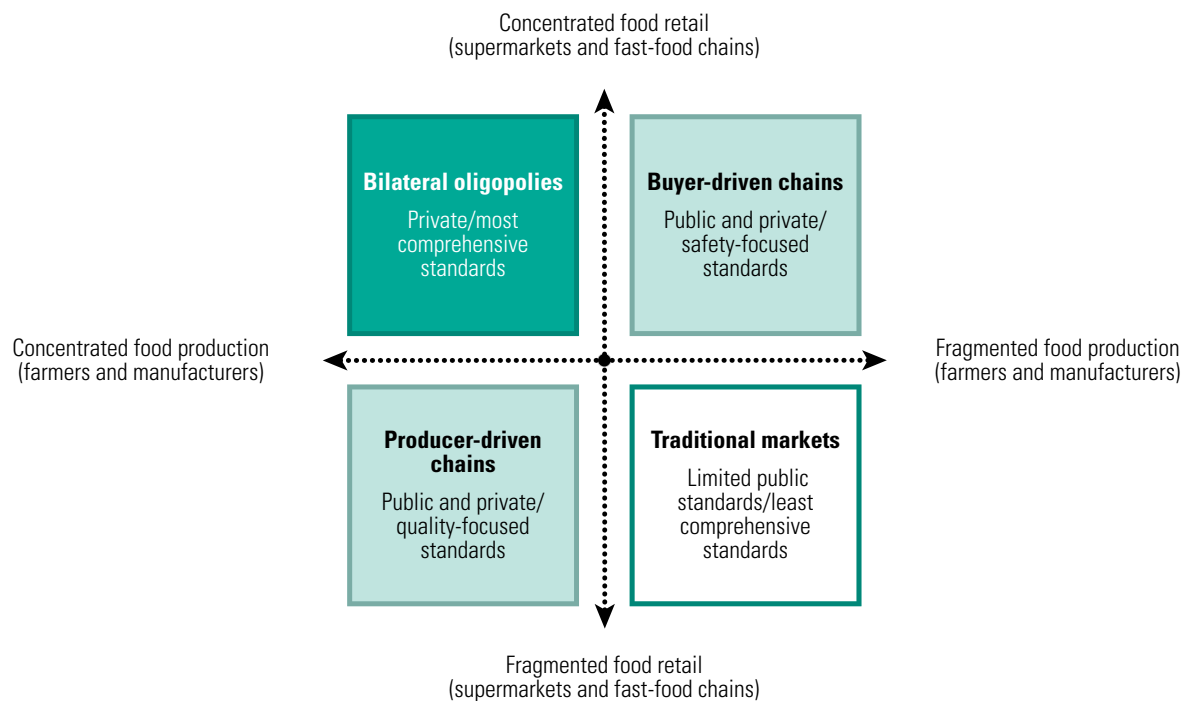 Concentrated food retail
(supermarkets and fast-food chains)
Bilateral oligopolies
Private/most
comprehensive
standards
Buyer-driven chains
Public and private/
safety-focused
standards
Concentrated food production
(farmers and manufacturers)
Fragmented food production
(farmers and manufacturers)
Producer-driven
chains
Public and private/
quality-focused
standards
Traditional markets
Limited public
standards/least
comprehensive
standards
Fragmented food retail
(supermarkets and fast-food chains)